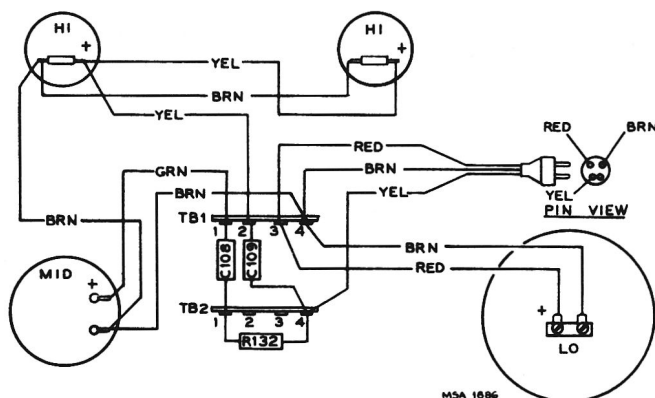 HI
+
HI
+
YEL
BRN
YEL
RED
RED
BRN
GRN
BRN
YEL
BRN
YEL
PIN VIEW
BRN
TB1
1 2 3 4
BRN
RED
MID
+
C108
C109
TB2
1 2 3 4
R132
+
LO
MSA 1686